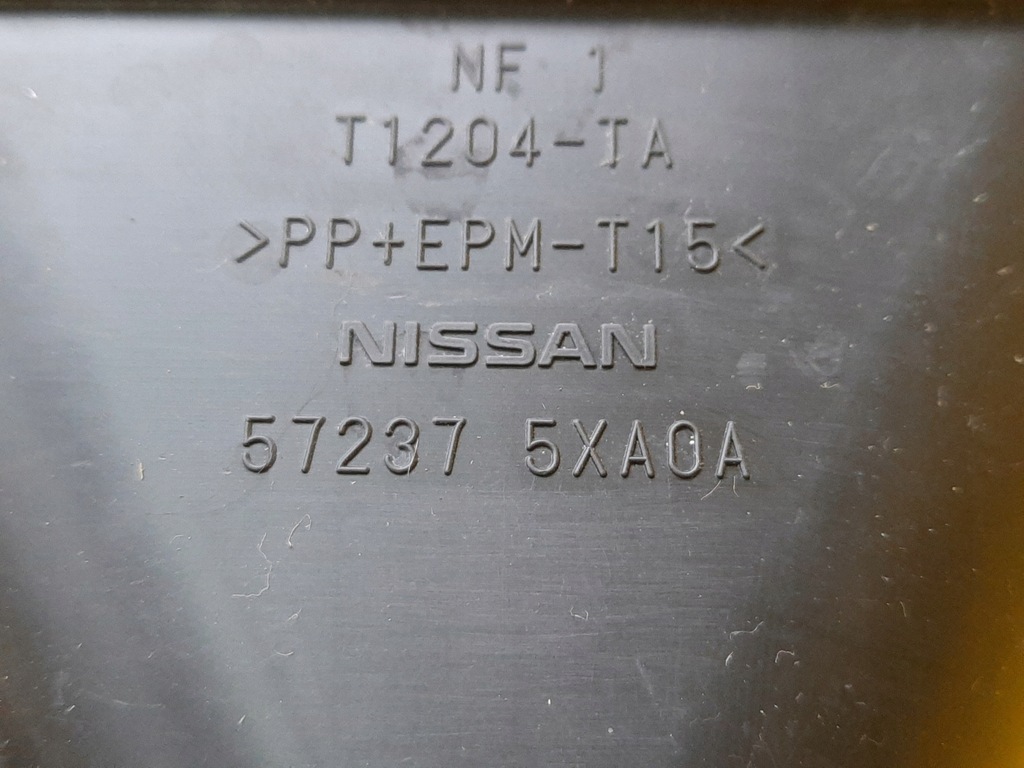 NF 1
T1204-TA
>PP+EPM-T15<
NISSAN
57237 5XA0A